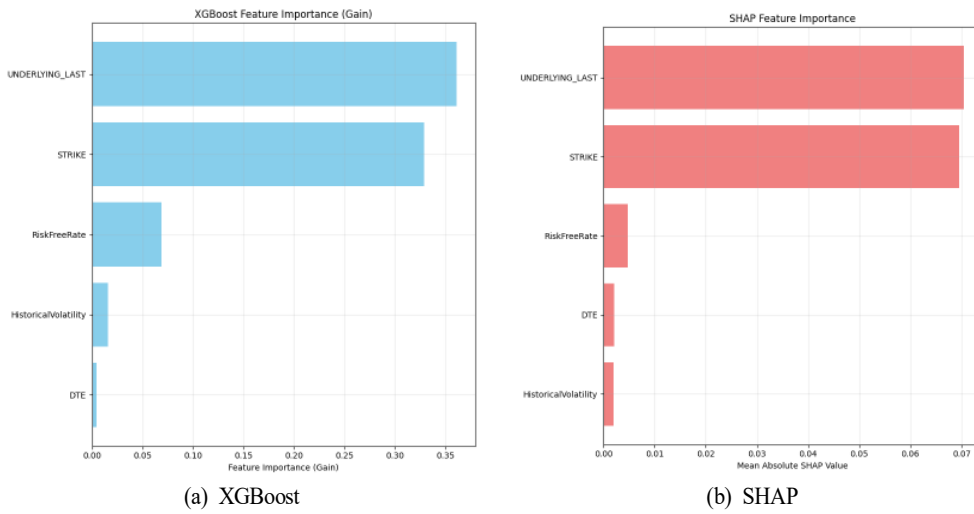 XGBoost Feature Importance (Gain)
UNDERLYING_LAST
STRIKE
RiskFreeRate
HistoricalVolatility
DTE
0.00 0.05 0.10 0.15 0.20 0.25 0.30 0.35
Feature Importance (Gain)
(a) XGBoost
SHAP Feature Importance
UNDERLYING_LAST
STRIKE
RiskFreeRate
DTE
HistoricalVolatility
0.00 0.01 0.02 0.03 0.04 0.05 0.06 0.07
Mean Absolute SHAP Value
(b) SHAP